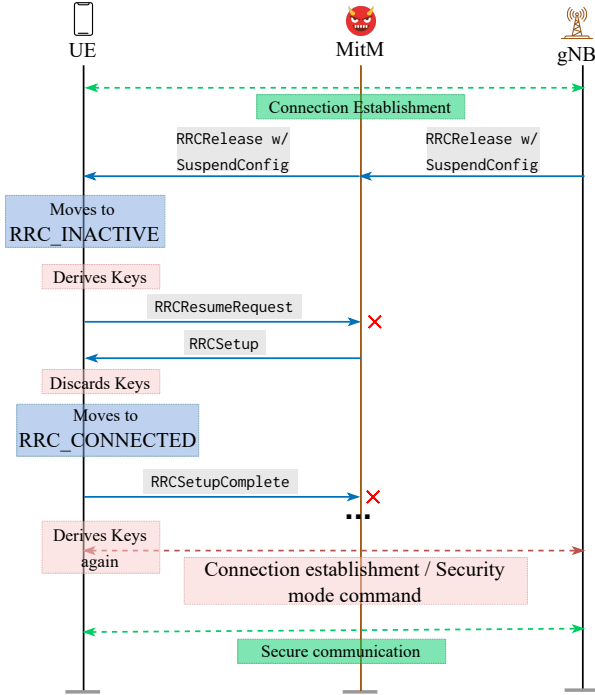 UE
MitM
gNB
Connection Establishment
RRCRelease w/
SuspendConfig
RRCRelease w/
SuspendConfig
Moves to
RRC_INACTIVE
Derives Keys
RRCResumeRequest
RRCSetup
Discards Keys
Moves to
RRC_CONNECTED
RRCSetupComplete
...
Derives Keys
again
Connection establishment / Security
mode command
Secure communication